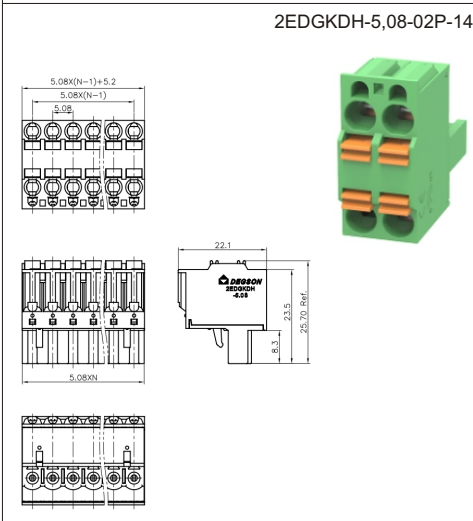 2EDGKDH-5,08-02P-14
5.08X(N-1)+5.2
5.08X(N-1)
5.08
22.1
DEGSON
2EDGKDH
-5.08
8.3
23.5
25.70 Ref.
5.08XN